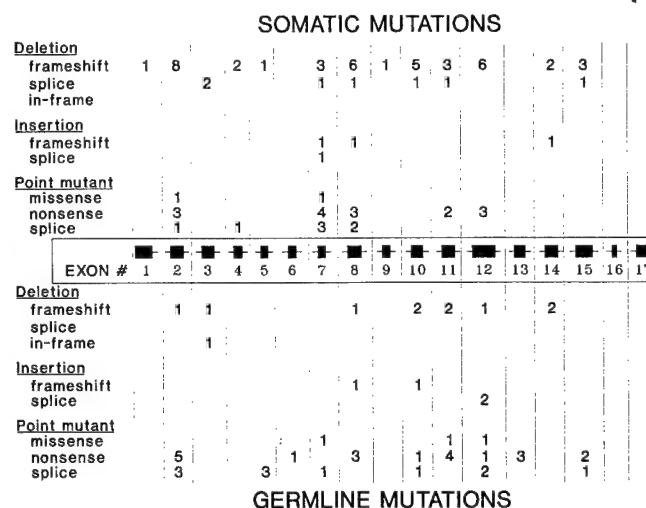 SOMATIC MUTATIONS
Deletion
frameshift 1 8 2 1 3 6 1 5 3 6 2 3
splice 2 1 1 1 1 1
in-frame
Insertion
frameshift 1 1 1
splice 1
Point mutant
missense 1 1
nonsense 3 4 3 2 3
splice 1 1 3 2
EXON # 1 2 3 4 5 6 7 8 9 10 11 12 13 14 15 16 17
Deletion
frameshift 1 1 1 2 2 1 2
splice
in-frame 1
Insertion
frameshift 1 1
splice 2
Point mutant
missense 1 1 1
nonsense 5 1 3 1 4 1 3 2
splice 3 3 1 1 2 1
GERMLINE MUTATIONS